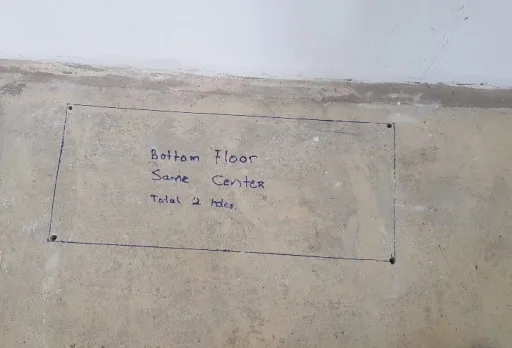 Bottom Floor
Same Center
Total 2 holes.